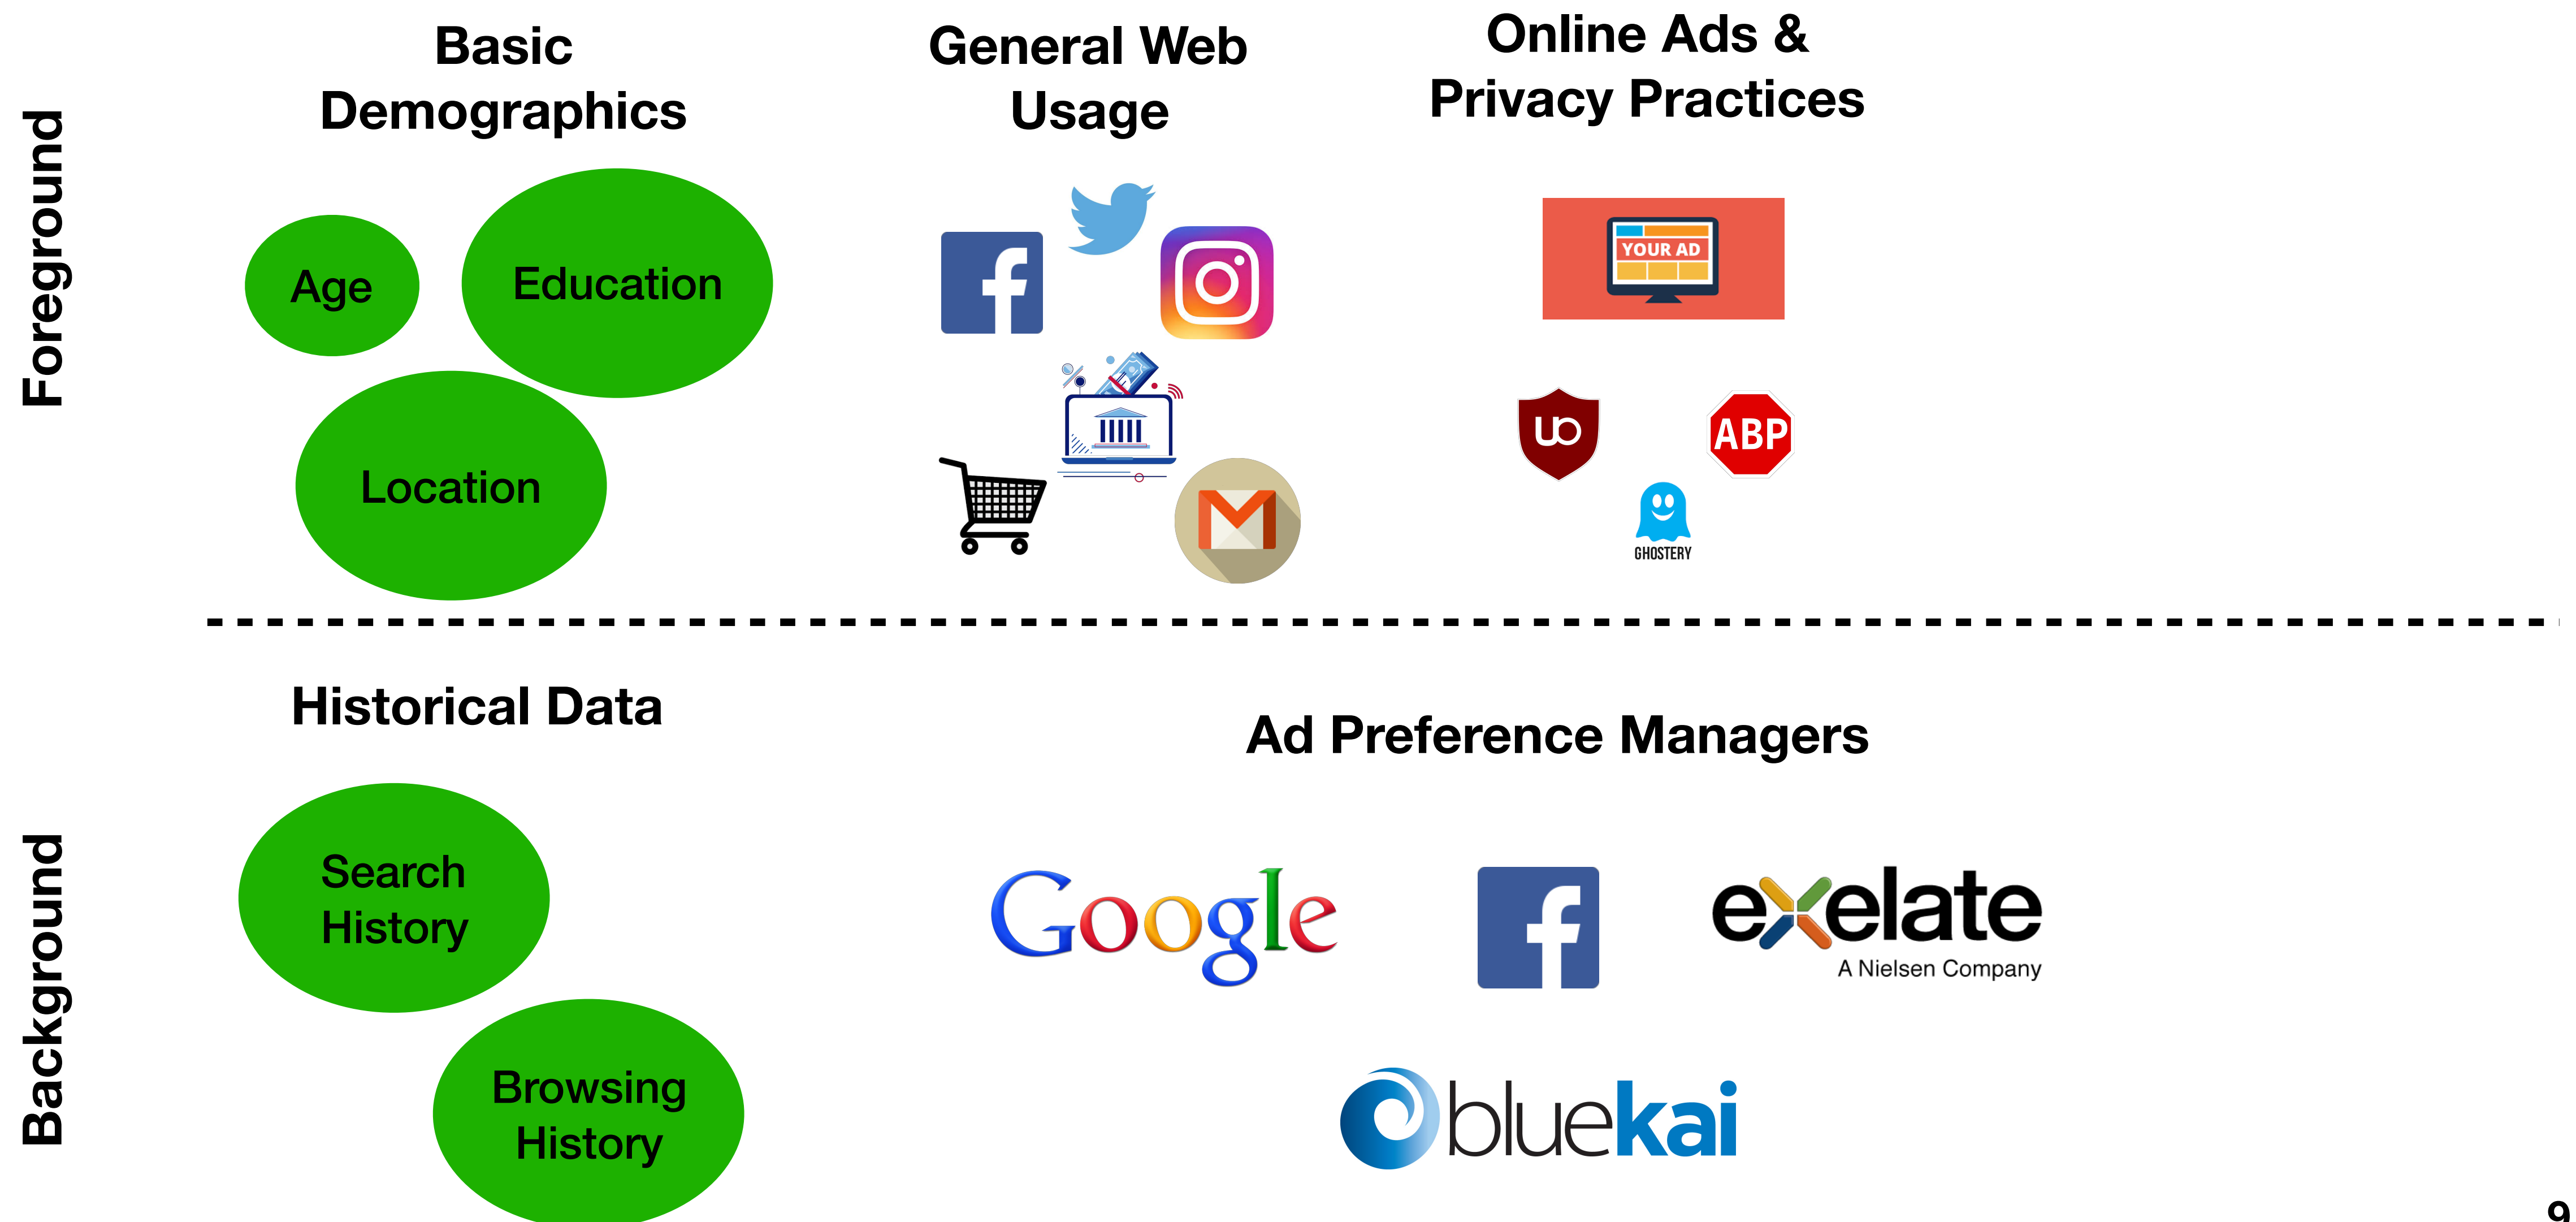 Foreground
Basic
Demographics
Age
Education
Location
General Web
Usage
Online Ads &
Privacy Practices
YOUR AD
uo
ABP
GHOSTERY
Background
Historical Data
Search
History
Browsing
History
Ad Preference Managers
Google
exelate
A Nielsen Company
bluekai
9